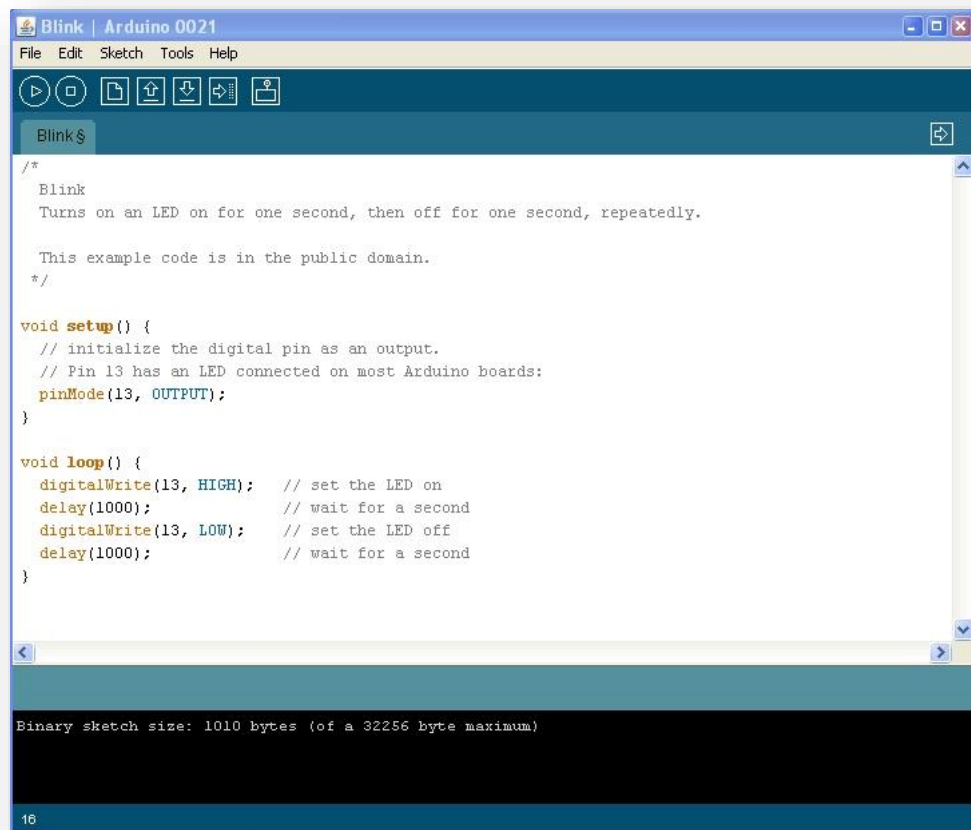 Blink | Arduino 0021
File Edit Sketch Tools Help
Blink §
/*
  Blink
  Turns on an LED on for one second, then off for one second, repeatedly.

  This example code is in the public domain.
 */

void setup() {
  // initialize the digital pin as an output.
  // Pin 13 has an LED connected on most Arduino boards:
  pinMode(13, OUTPUT);
}

void loop() {
  digitalWrite(13, HIGH);   // set the LED on
  delay(1000);              // wait for a second
  digitalWrite(13, LOW);    // set the LED off
  delay(1000);              // wait for a second
}
Binary sketch size: 1010 bytes (of a 32256 byte maximum)
16